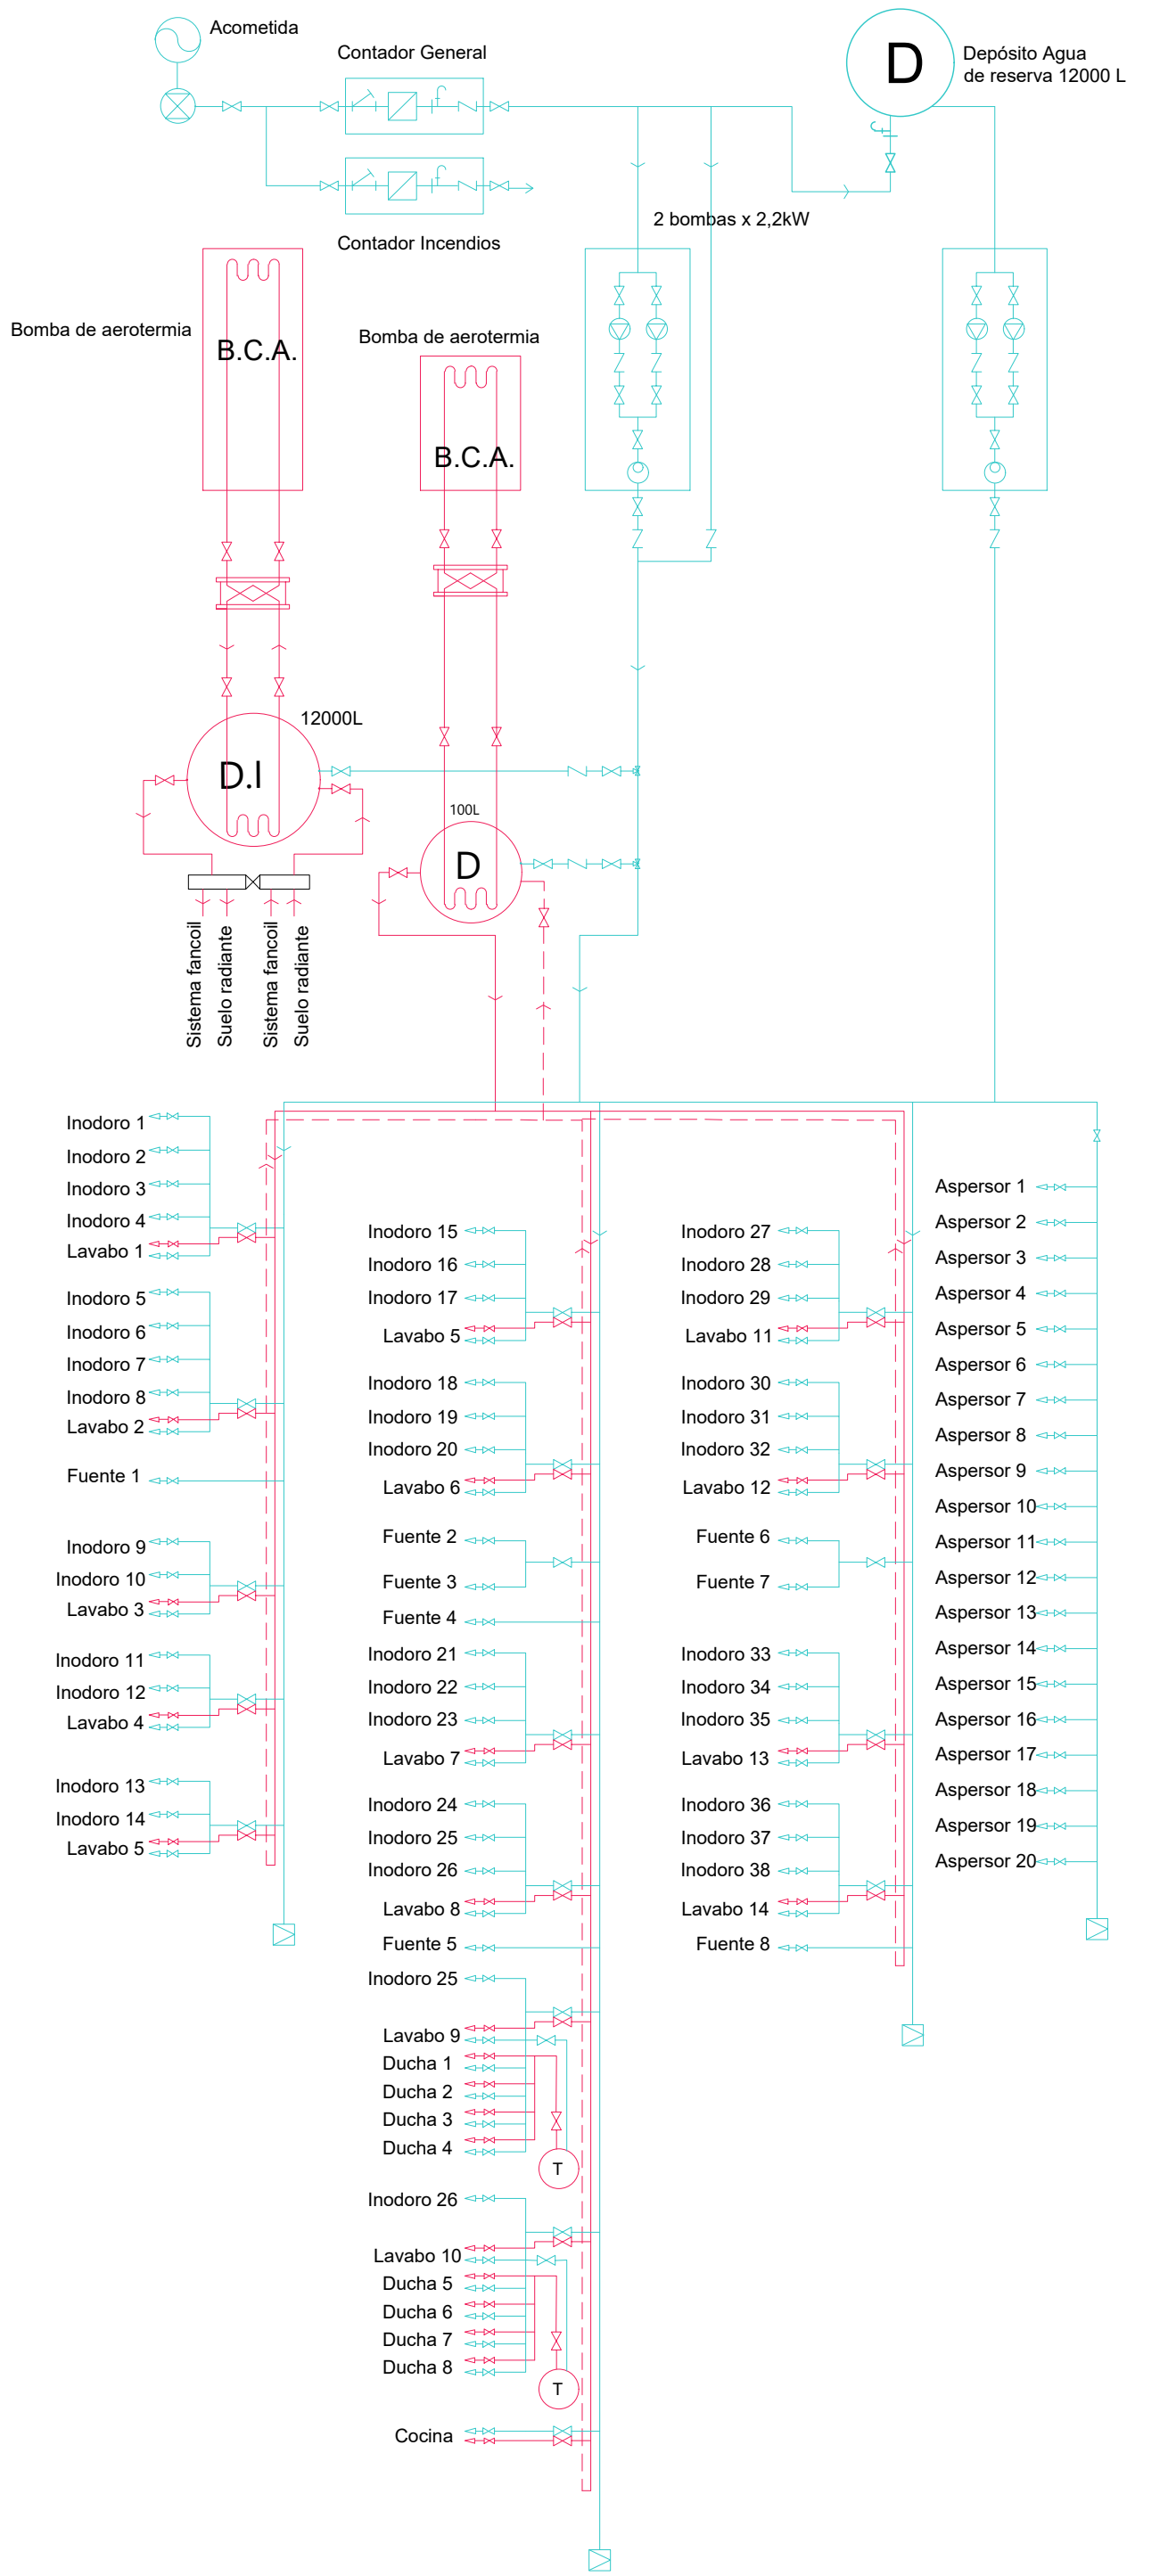 Acometida
Contador General
D
Depósito Agua
de reserva 12000 L
2 bombas x 2,2kW
Contador Incendios
Bomba de aerotermia
B.C.A.
Bomba de aerotermia
B.C.A.
12000L
D.I
100L
D
Sistema fancoil
Suelo radiante
Sistema fancoil
Suelo radiante
Inodoro 1
Inodoro 2
Inodoro 3
Inodoro 4
Lavabo 1
Inodoro 5
Inodoro 6
Inodoro 7
Inodoro 8
Lavabo 2
Fuente 1
Inodoro 9
Inodoro 10
Lavabo 3
Inodoro 11
Inodoro 12
Lavabo 4
Inodoro 13
Inodoro 14
Lavabo 5
Inodoro 15
Inodoro 16
Inodoro 17
Lavabo 5
Inodoro 18
Inodoro 19
Inodoro 20
Lavabo 6
Fuente 2
Fuente 3
Fuente 4
Inodoro 21
Inodoro 22
Inodoro 23
Lavabo 7
Inodoro 24
Inodoro 25
Inodoro 26
Lavabo 8
Fuente 5
Inodoro 25
Lavabo 9
Ducha 1
Ducha 2
Ducha 3
Ducha 4
T
Inodoro 26
Lavabo 10
Ducha 5
Ducha 6
Ducha 7
Ducha 8
T
Cocina
Inodoro 27
Inodoro 28
Inodoro 29
Lavabo 11
Inodoro 30
Inodoro 31
Inodoro 32
Lavabo 12
Fuente 6
Fuente 7
Inodoro 33
Inodoro 34
Inodoro 35
Lavabo 13
Inodoro 36
Inodoro 37
Inodoro 38
Lavabo 14
Fuente 8
Aspersor 1
Aspersor 2
Aspersor 3
Aspersor 4
Aspersor 5
Aspersor 6
Aspersor 7
Aspersor 8
Aspersor 9
Aspersor 10
Aspersor 11
Aspersor 12
Aspersor 13
Aspersor 14
Aspersor 15
Aspersor 16
Aspersor 17
Aspersor 18
Aspersor 19
Aspersor 20